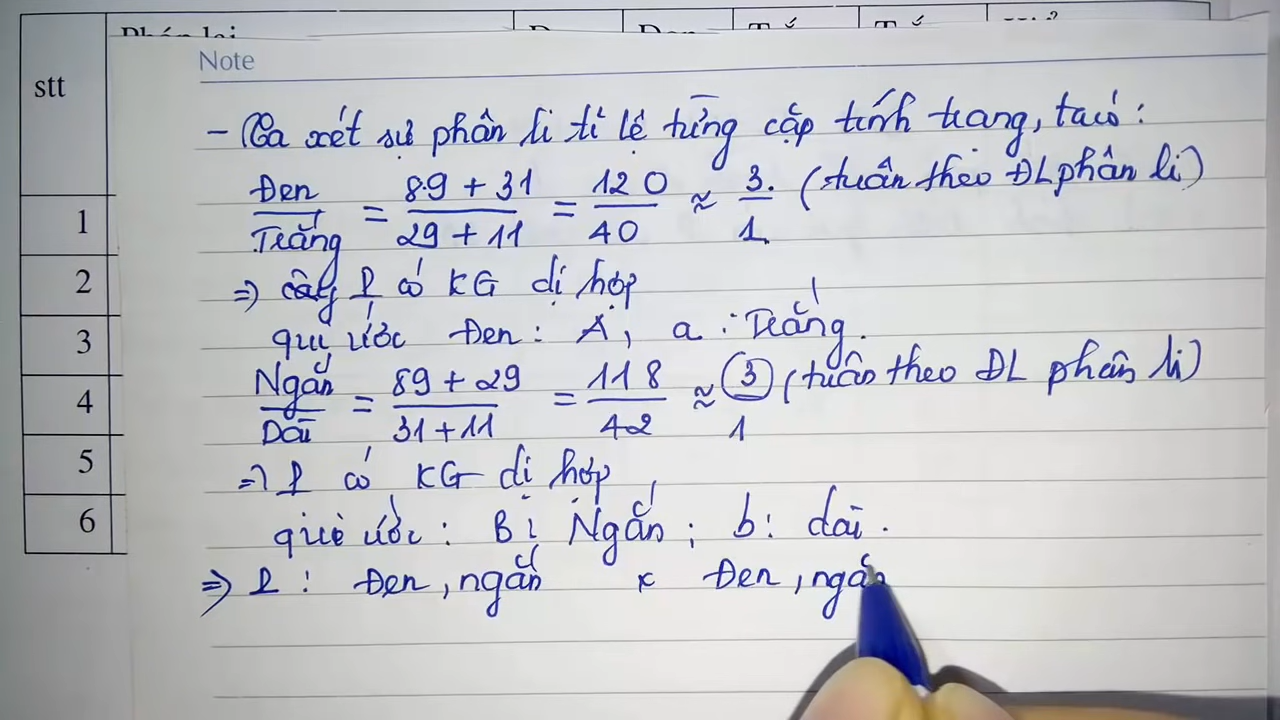 stt
Note
- Ta xét sự phân li tỉ lệ từng cặp tính trạng, ta có:
Đen/Trắng = 89 + 31/29 + 11 = 120/40 ≈ 3/1 (tuân theo ĐL phân li)
=> cây P có KG dị hợp
qui ước Đen: A, a: Trắng.
Ngắn/Dài = 89 + 29/31 + 11 = 118/42 ≈ 3/1 (tuân theo ĐL phân li)
=> P có KG dị hợp
qui ước: B: Ngắn; b: dài.
=> P: Đen, ngắn x Đen, ngắn
1
2
3
4
5
6